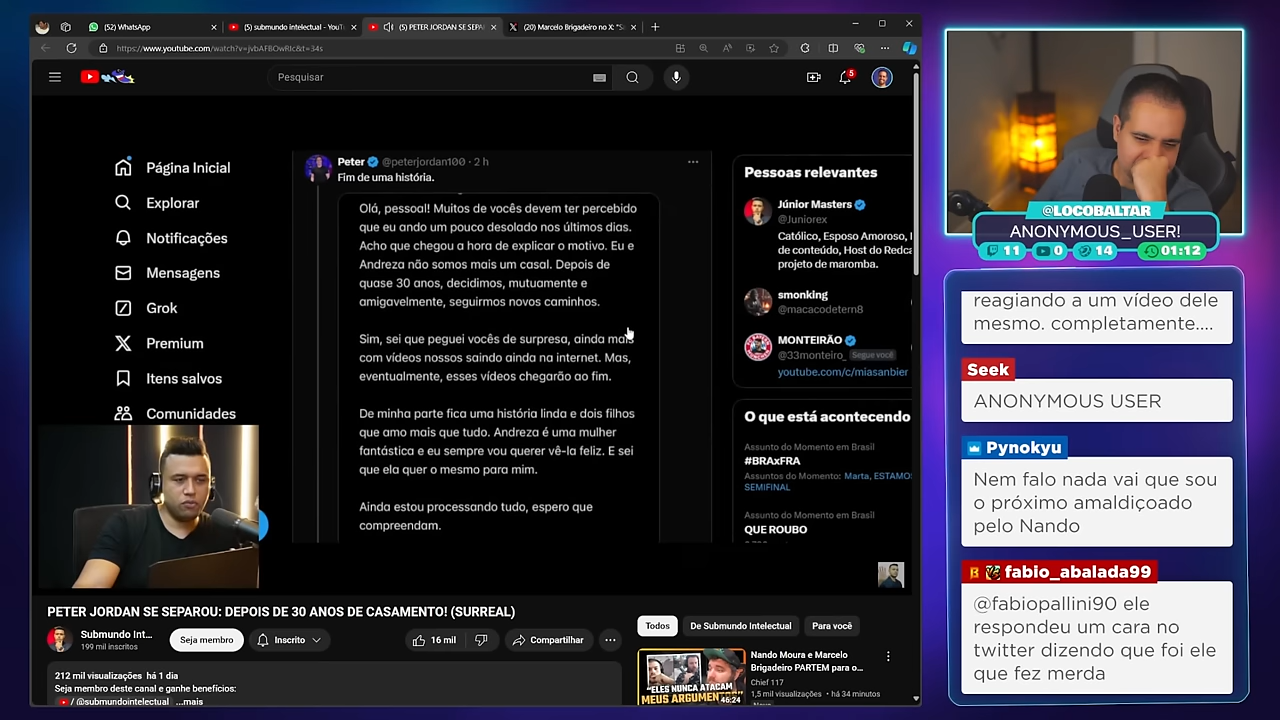 (52) WhatsApp
(5) submundo intelectual - YouT
(5) PETER JORDAN SE SEPAR
(20) Marcelo Brigadeiro no X: "S
https://www.youtube.com/watch?v=jvbAFBOwRIc&t=34s
Pesquisar
5
Página Inicial
Explorar
Notificações
Mensagens
Grok
Premium
Itens salvos
Comunidades
Peter @peterjordan100 · 2 h
Fim de uma história.
Olá, pessoal! Muitos de vocês devem ter percebido
que eu ando um pouco desolado nos últimos dias.
Acho que chegou a hora de explicar o motivo. Eu e
Andreza não somos mais um casal. Depois de
quase 30 anos, decidimos, mutuamente e
amigavelmente, seguirmos novos caminhos.
Sim, sei que peguei vocês de surpresa, ainda mais
com vídeos nossos saindo ainda na internet. Mas,
eventualmente, esses vídeos chegarão ao fim.
De minha parte fica uma história linda e dois filhos
que amo mais que tudo. Andreza é uma mulher
fantástica e eu sempre vou querer vê-la feliz. E sei
que ela quer o mesmo para mim.
Ainda estou processando tudo, espero que
compreendam.
Pessoas relevantes
Júnior Masters
@Juniorex
Católico, Esposo Amoroso,
de conteúdo, Host do Redca
projeto de maromba.
smonking
@macacodetern8
MONTEIRÃO
@33monteiro_ Segue você
youtube.com/c/miasanbier
O que está acontecendo
Assunto do Momento em Brasil
#BRAxFRA
Assuntos do Momento: Marta, ESTAMOS
SEMIFINAL
Assunto do Momento em Brasil
QUE ROUBO
PETER JORDAN SE SEPAROU: DEPOIS DE 30 ANOS DE CASAMENTO! (SURREAL)
Submundo Int...
199 mil inscritos
Seja membro
Inscrito
16 mil
Compartilhar
212 mil visualizações há 1 dia
Seja membro deste canal e ganhe benefícios:
/ @submundointelectual ...mais
Todos
De Submundo Intelectual
Para você
"ELES NUNCA ATACAM
MEUS ARGUMENTO
46:24
Nando Moura e Marcelo
Brigadeiro PARTEM para o...
Chief 117
1,5 mil visualizações • há 34 minutos
@LOCOBALTAR
ANONYMOUS_USER!
11
0
14
01:12
reagiando a um vídeo dele
mesmo. completamente....
Seek
ANONYMOUS USER
Pynokyu
Nem falo nada vai que sou
o próximo amaldiçoado
pelo Nando
fabio_abalada99
@fabiopallini90 ele
respondeu um cara no
twitter dizendo que foi ele
que fez merda